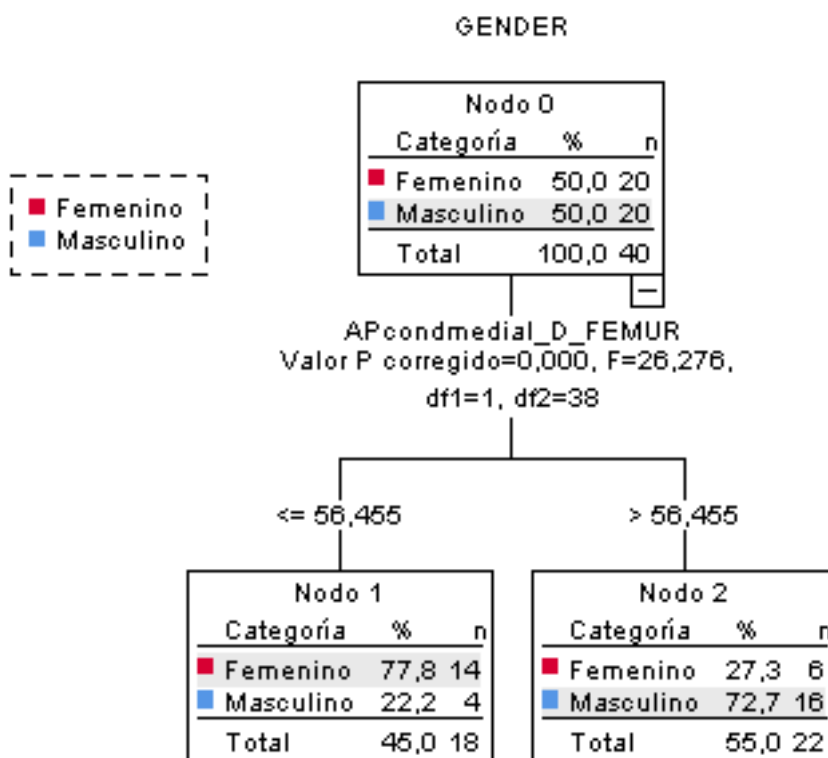 GENDER
Nodo 0
Categoría % n
Femenino 50,0 20
Masculino 50,0 20
Total 100,0 40
Femenino
Masculino
APcondmedial_D_FEMUR
Valor P corregido=0,000, F=26,276,
df1=1, df2=38
<= 56,455
> 56,455
Nodo 1
Categoría % n
Femenino 77,8 14
Masculino 22,2 4
Total 45,0 18
Nodo 2
Categoría % n
Femenino 27,3 6
Masculino 72,7 16
Total 55,0 22